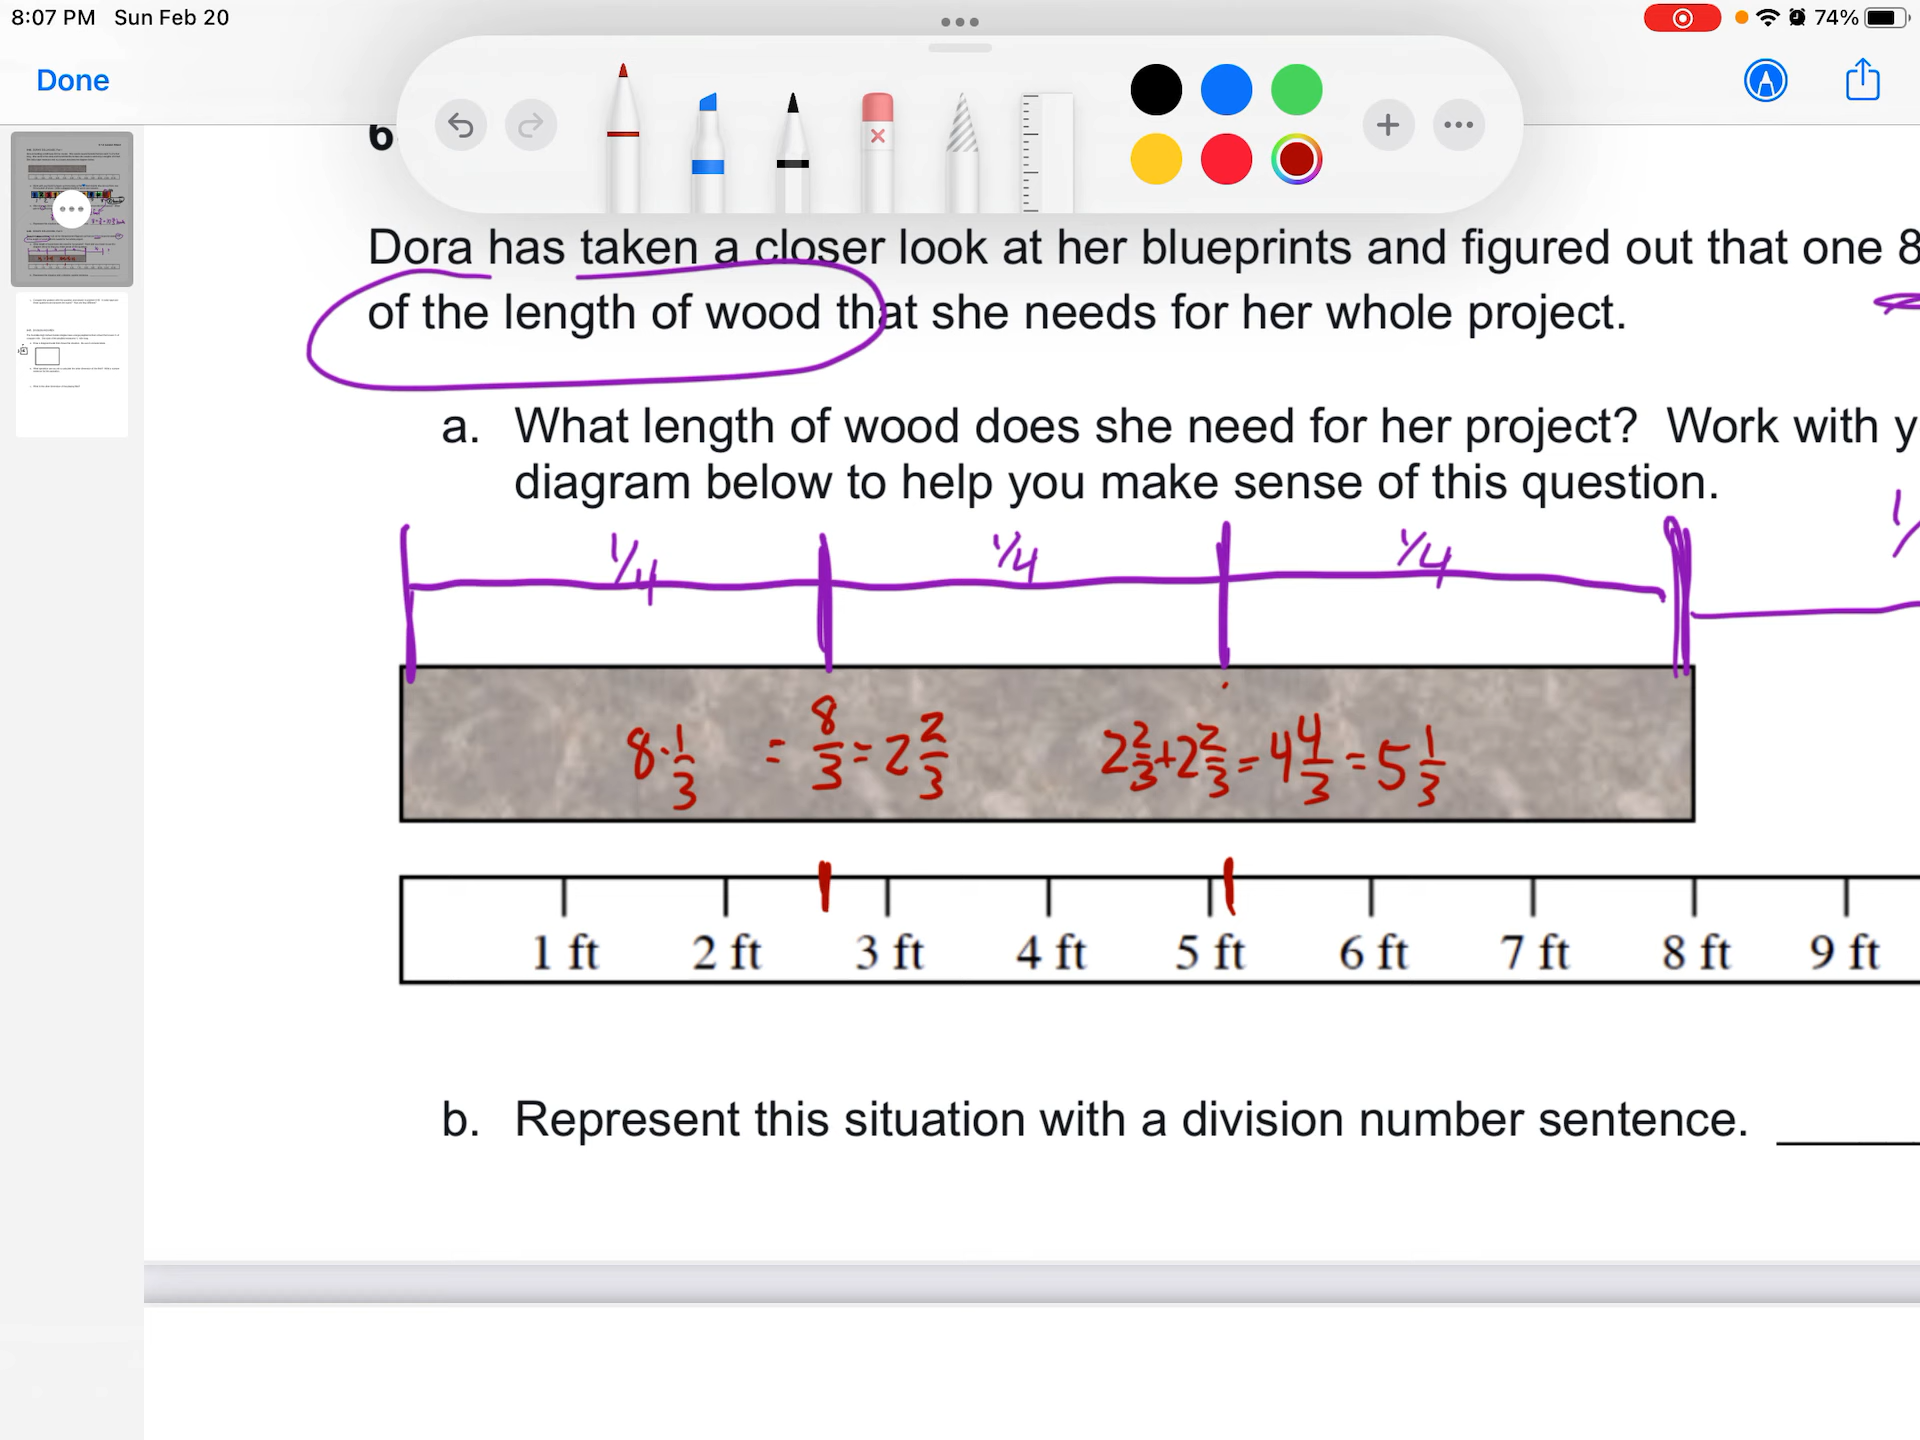 8:07 PM Sun Feb 20
74%
Done
6
Dora has taken a closer look at her blueprints and figured out that one 8
of the length of wood that she needs for her whole project.
a. What length of wood does she need for her project? Work with y
diagram below to help you make sense of this question.
1/4 1/4 1/4 1/
8·1/3 = 8/3 = 2 2/3 2 2/3 + 2 2/3 = 4 4/3 = 5 1/3
1 ft 2 ft 3 ft 4 ft 5 ft 6 ft 7 ft 8 ft 9 ft
b. Represent this situation with a division number sentence.